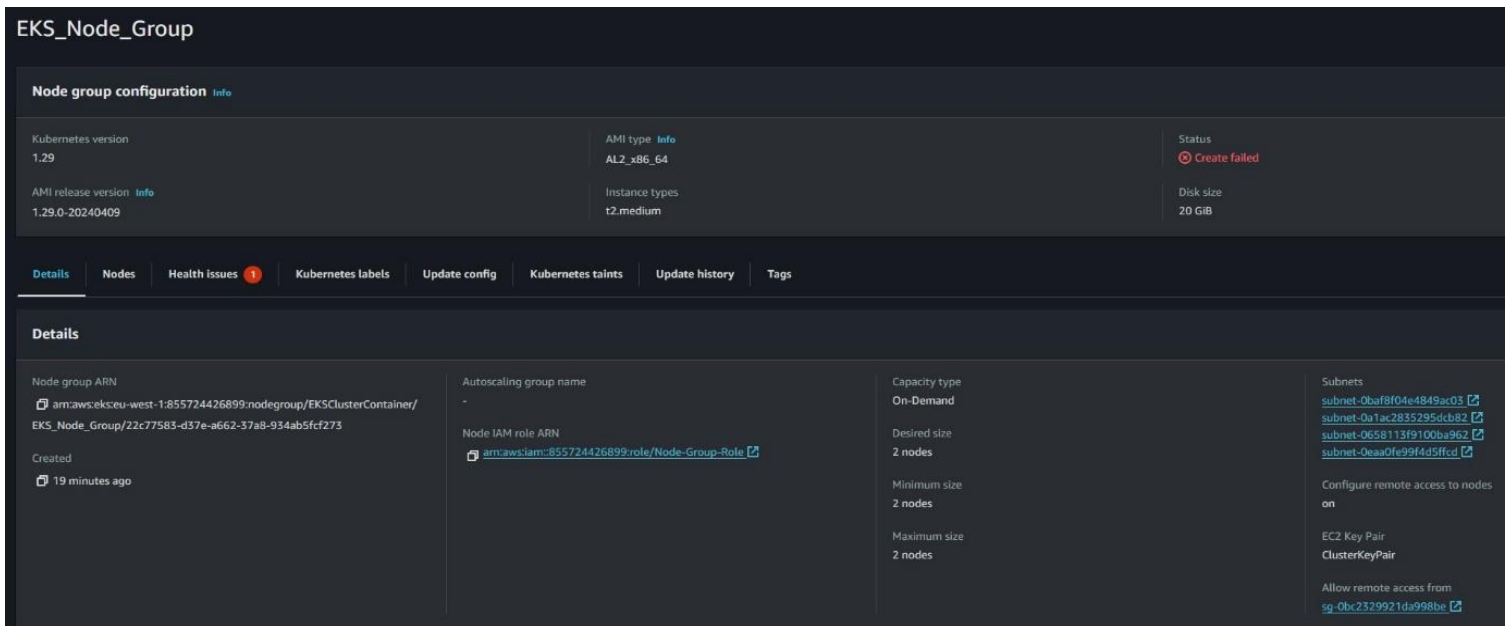 EKS_Node_Group
Node group configuration Info
Kubernetes version
1.29
AMI type Info
AL2_x86_64
Status
Create failed
AMI release version Info
1.29.0-20240409
Instance types
t2.medium
Disk size
20 GiB
Details Nodes Health issues 1 Kubernetes labels Update config Kubernetes taints Update history Tags
Details
Node group ARN
arn:aws:eks:eu-west-1:855724426899:nodegroup/EKSClusterContainer/
EKS_Node_Group/22c77583-d37e-a662-37a8-934ab5fcf273
Created
19 minutes ago
Autoscaling group name
-
Node IAM role ARN
arn:aws:iam::855724426899:role/Node-Group-Role
Capacity type
On-Demand
Desired size
2 nodes
Minimum size
2 nodes
Maximum size
2 nodes
Subnets
subnet-0baf8f04e4849ac03
subnet-0a1ac2835295dcb82
subnet-0658113f9100ba962
subnet-0eaa0fe99f4d5ffcd
Configure remote access to nodes
on
EC2 Key Pair
ClusterKeyPair
Allow remote access from
sg-0bc2329921da998be